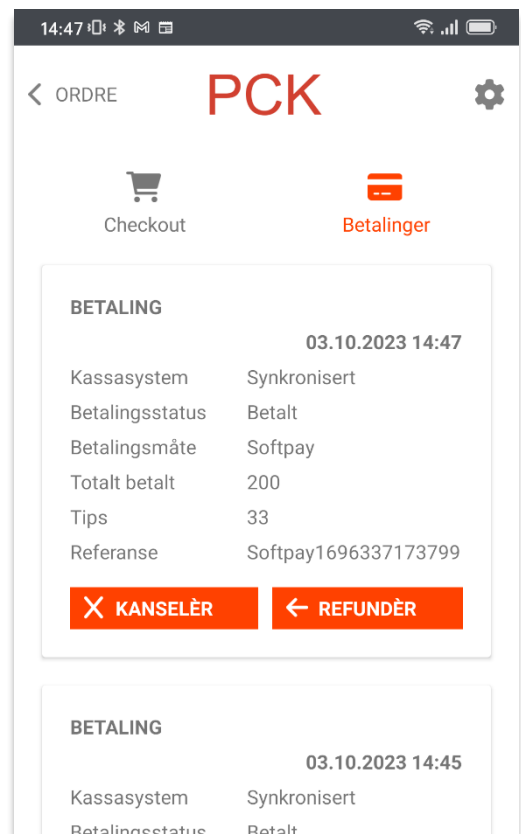 14:47
ORDRE
PCK
Checkout
Betalinger
BETALING
03.10.2023 14:47
Kassasystem Synkronisert
Betalingsstatus Betalt
Betalingsmåte Softpay
Totalt betalt 200
Tips 33
Referanse Softpay1696337173799
KANSELÈR
REFUNDÈR
BETALING
03.10.2023 14:45
Kassasystem Synkronisert
Betalingsstatus Betalt